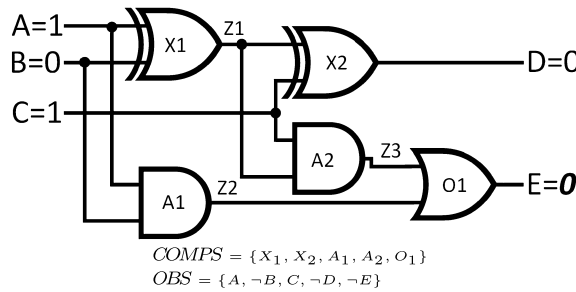 A=1
Z1
X1
B=0
X2
D=0
C=1
A2
Z3
A1
Z2
O1
E=0
COMPS = {X₁, X₂, A₁, A₂, O₁}
OBS = {A, ¬B, C, ¬D, ¬E}